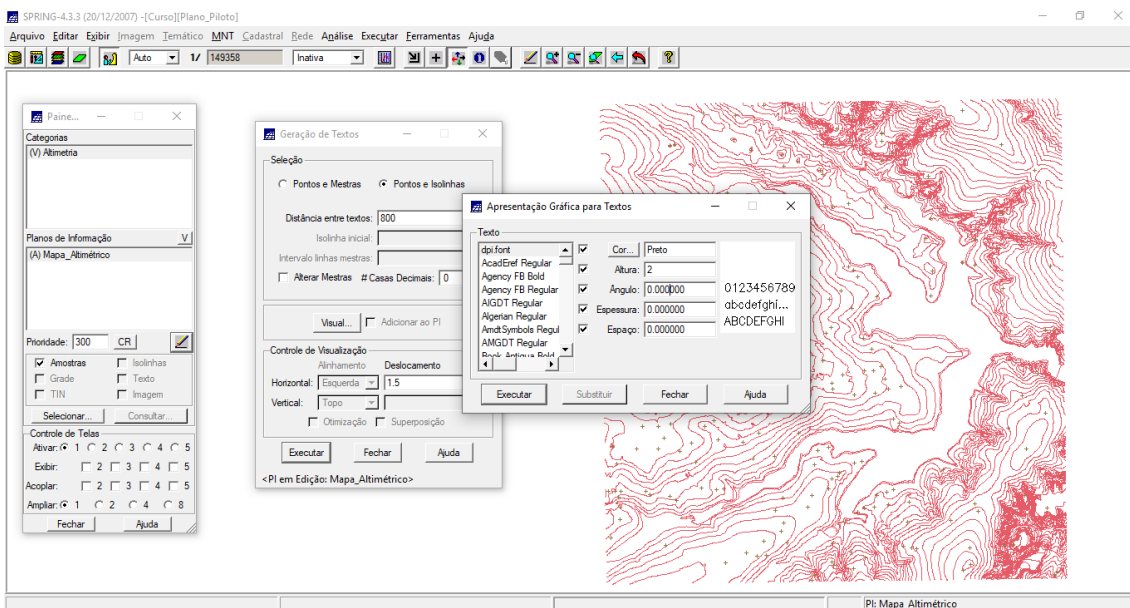 SPRING-4.3.3 (20/12/2007) -[Curso][Plano_Piloto]
Arquivo Editar Exibir Imagem Temático MNT Cadastral Rede Análise Executar Ferramentas Ajuda
Auto 1/ 149358 Inativa
Paine...
Categorias
(V) Altimetria
Planos de Informação V
(A) Mapa_Altimétrico
Prioridade: 300 CR
Amostras Isolinhas
Grade Texto
TIN Imagem
Selecionar... Consultar...
Controle de Telas
Ativar: 1 2 3 4 5
Exibir: 2 3 4 5
Acoplar: 2 3 4 5
Ampliar: 1 2 4 8
Fechar Ajuda
Geração de Textos
Seleção
Pontos e Mestras Pontos e Isolinhas
Distância entre textos: 800
Isolinha inicial:
Intervalo linhas mestras:
Alterar Mestras # Casas Decimais: 0
Visual... Adicionar ao PI
Controle de Visualização
Alinhamento Deslocamento
Horizontal: Esquerda 1.5
Vertical: Topo
Otimização Superposição
Executar Fechar Ajuda
<PI em Edição: Mapa_Altimétrico>
Apresentação Gráfica para Textos
Texto
dpi.font
AcadEref Regular
Agency FB Bold
Agency FB Regular
AIGDT Regular
Algerian Regular
AmdtSymbols Regul
AMGDT Regular
Book Antiqua Bold
Cor... Preto
Altura: 2
Angulo: 0.000000
Espessura: 0.000000
Espaço: 0.000000
0123456789
abcdefghi...
ABCDEFGHI
Executar Substituir Fechar Ajuda
PI: Mapa_Altimétrico